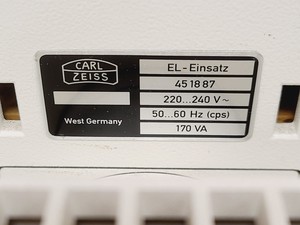 CARL
ZEISS
West Germany
EL-Einsatz
45 18 87
220...240 V ~
50...60 Hz (cps)
170 VA